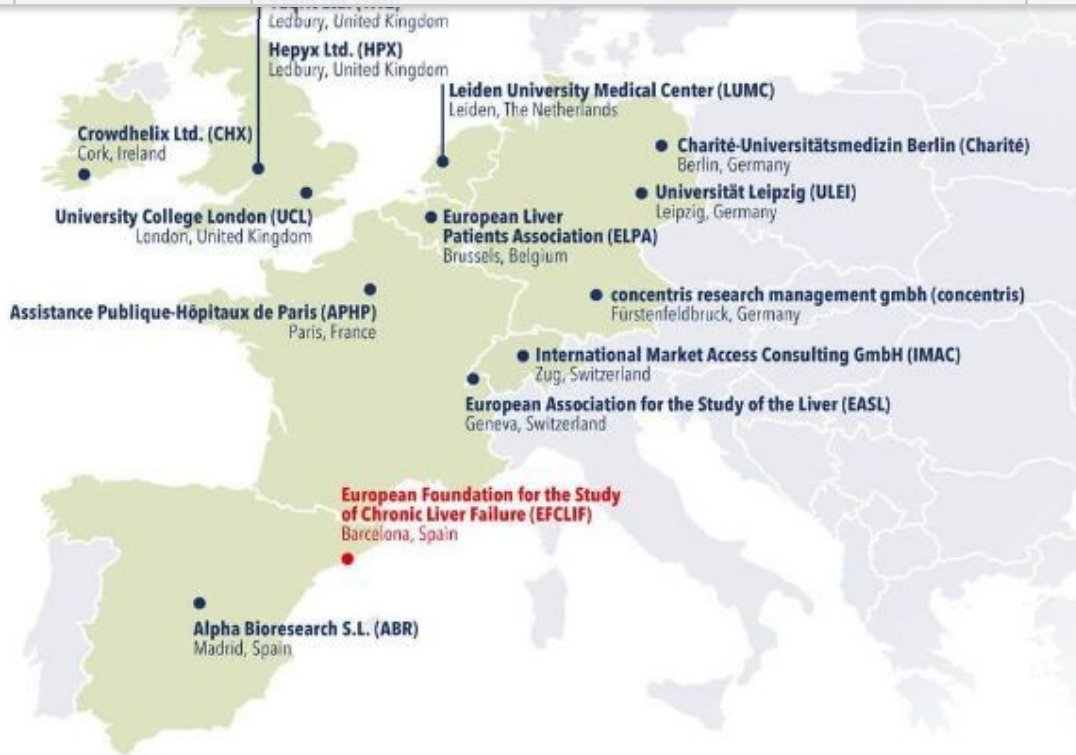 Ledbury, United Kingdom
Hepyx Ltd. (HPX)
Ledbury, United Kingdom
Leiden University Medical Center (LUMC)
Leiden, The Netherlands
Crowdhelix Ltd. (CHX)
Cork, Ireland
Charité-Universitätsmedizin Berlin (Charité)
Berlin, Germany
Universität Leipzig (ULEI)
Leipzig, Germany
University College London (UCL)
London, United Kingdom
European Liver
Patients Association (ELPA)
Brussels, Belgium
Assistance Publique-Hôpitaux de Paris (APHP)
Paris, France
concentris research management gmbh (concentris)
Fürstenfeldbruck, Germany
International Market Access Consulting GmbH (IMAC)
Zug, Switzerland
European Association for the Study of the Liver (EASL)
Geneva, Switzerland
European Foundation for the Study
of Chronic Liver Failure (EFCLIF)
Barcelona, Spain
Alpha Bioresearch S.L. (ABR)
Madrid, Spain